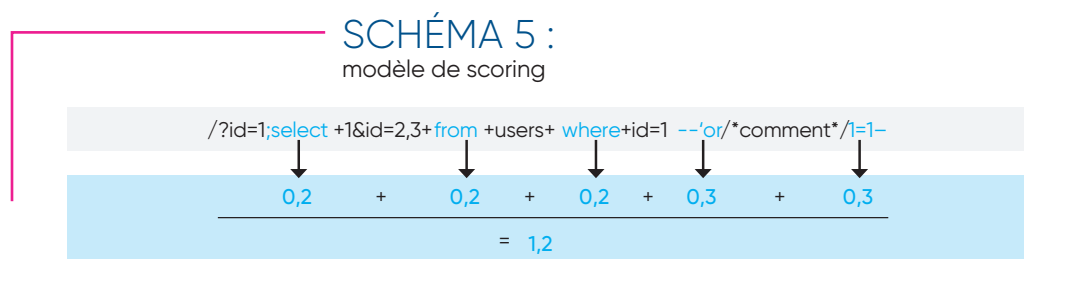 SCHÉMA 5 :
modèle de scoring
/?id=1;select +1&id=2,3+from +users+ where+id=1 --‘or/*comment*/1=1–
0,2 + 0,2 + 0,2 + 0,3 + 0,3
= 1,2